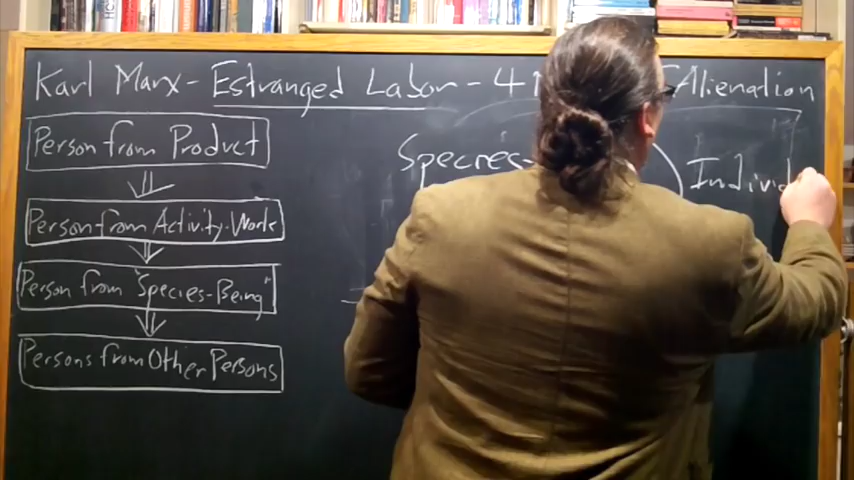 Karl Marx - Estranged Labor - 4 Alienation
Person from Product
Person from Activity-Work
Person from "Species-Being"
Persons from Other Persons
Species-
Individ